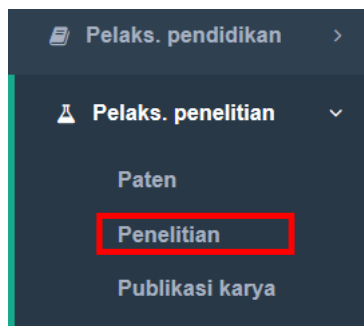 Pelaks. pendidikan
Pelaks. penelitian
Paten
Penelitian
Publikasi karya